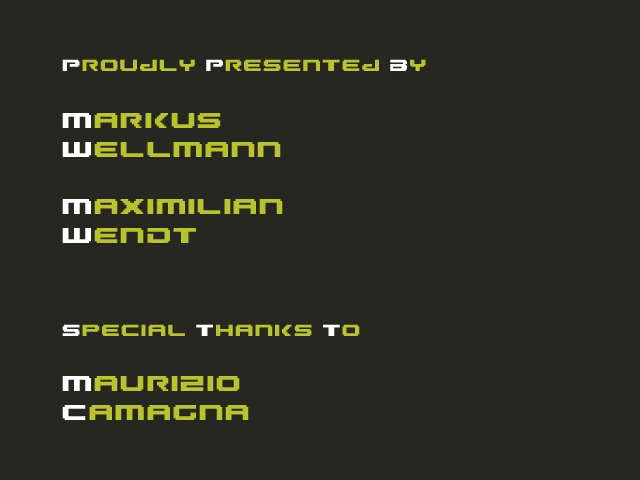 Proudly Presented By
Markus
Wellmann
Maximilian
Wendt
Special Thanks To
Maurizio
Camagna